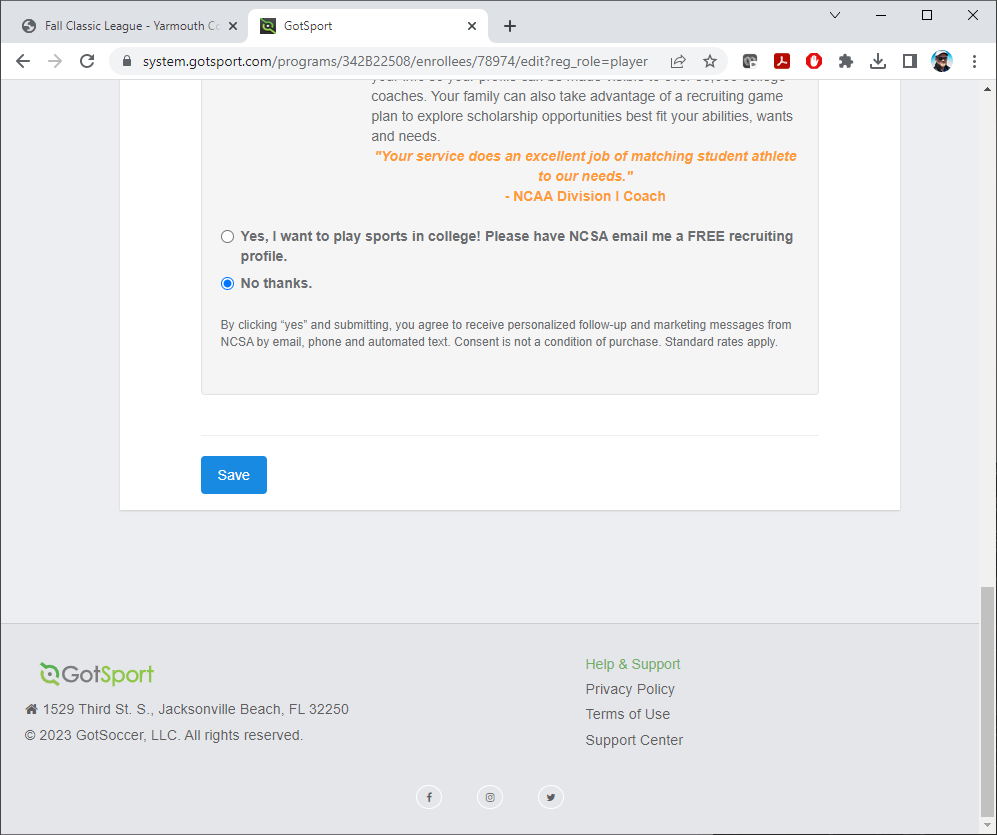 Fall Classic League - Yarmouth Co
GotSport
system.gotsport.com/programs/342B22508/enrollees/78974/edit?reg_role=player
coaches. Your family can also take advantage of a recruiting game
plan to explore scholarship opportunities best fit your abilities, wants
and needs.
"Your service does an excellent job of matching student athlete
to our needs."
- NCAA Division I Coach
Yes, I want to play sports in college! Please have NCSA email me a FREE recruiting
profile.
No thanks.
By clicking “yes” and submitting, you agree to receive personalized follow-up and marketing messages from
NCSA by email, phone and automated text. Consent is not a condition of purchase. Standard rates apply.
Save
GotSport
1529 Third St. S., Jacksonville Beach, FL 32250
© 2023 GotSoccer, LLC. All rights reserved.
Help & Support
Privacy Policy
Terms of Use
Support Center